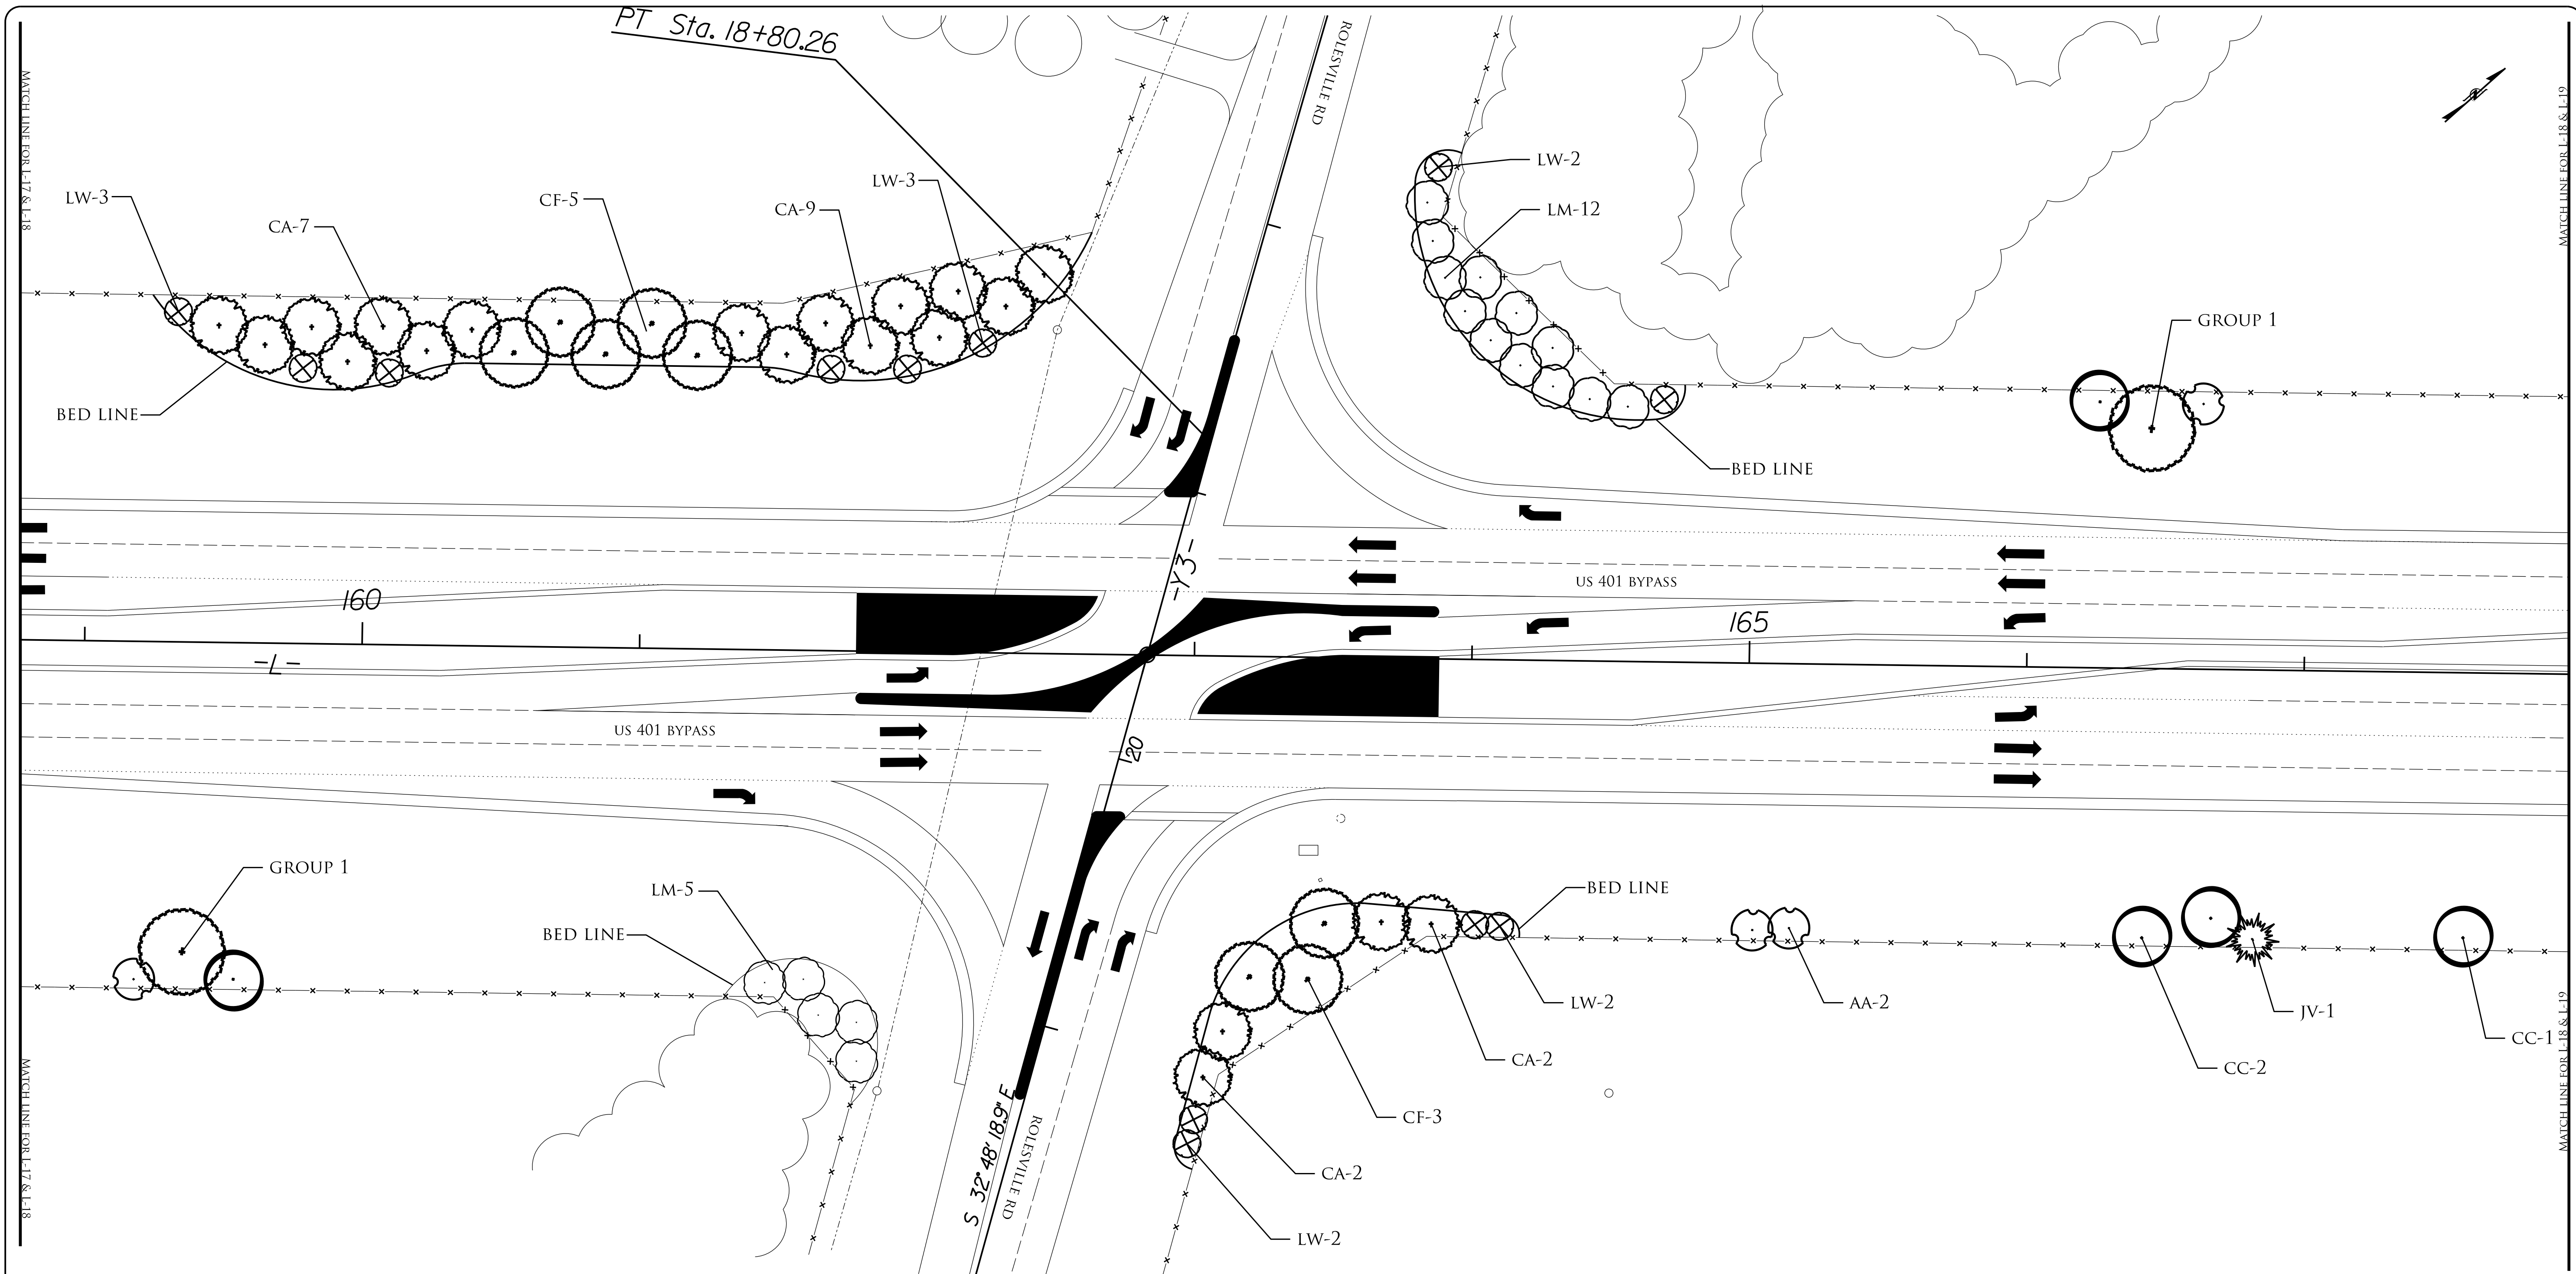 PT Sta. 18+80.26
ROLESVILLE RD
MATCH LINE FOR L-17 & L-18
MATCH LINE FOR L-18 & L-19
N
LW-3
CA-7
CF-5
CA-9
LW-3
LW-2
LM-12
GROUP 1
BED LINE
BED LINE
-Y3-
US 401 BYPASS
160
165
-L-
US 401 BYPASS
120
GROUP 1
LM-5
BED LINE
BED LINE
LW-2
AA-2
JV-1
CC-1
CA-2
CC-2
CF-3
CA-2
LW-2
S 32° 48' 18.9" E
ROLESVILLE RD
MATCH LINE FOR L-17 & L-18
MATCH LINE FOR L-18 & L-19